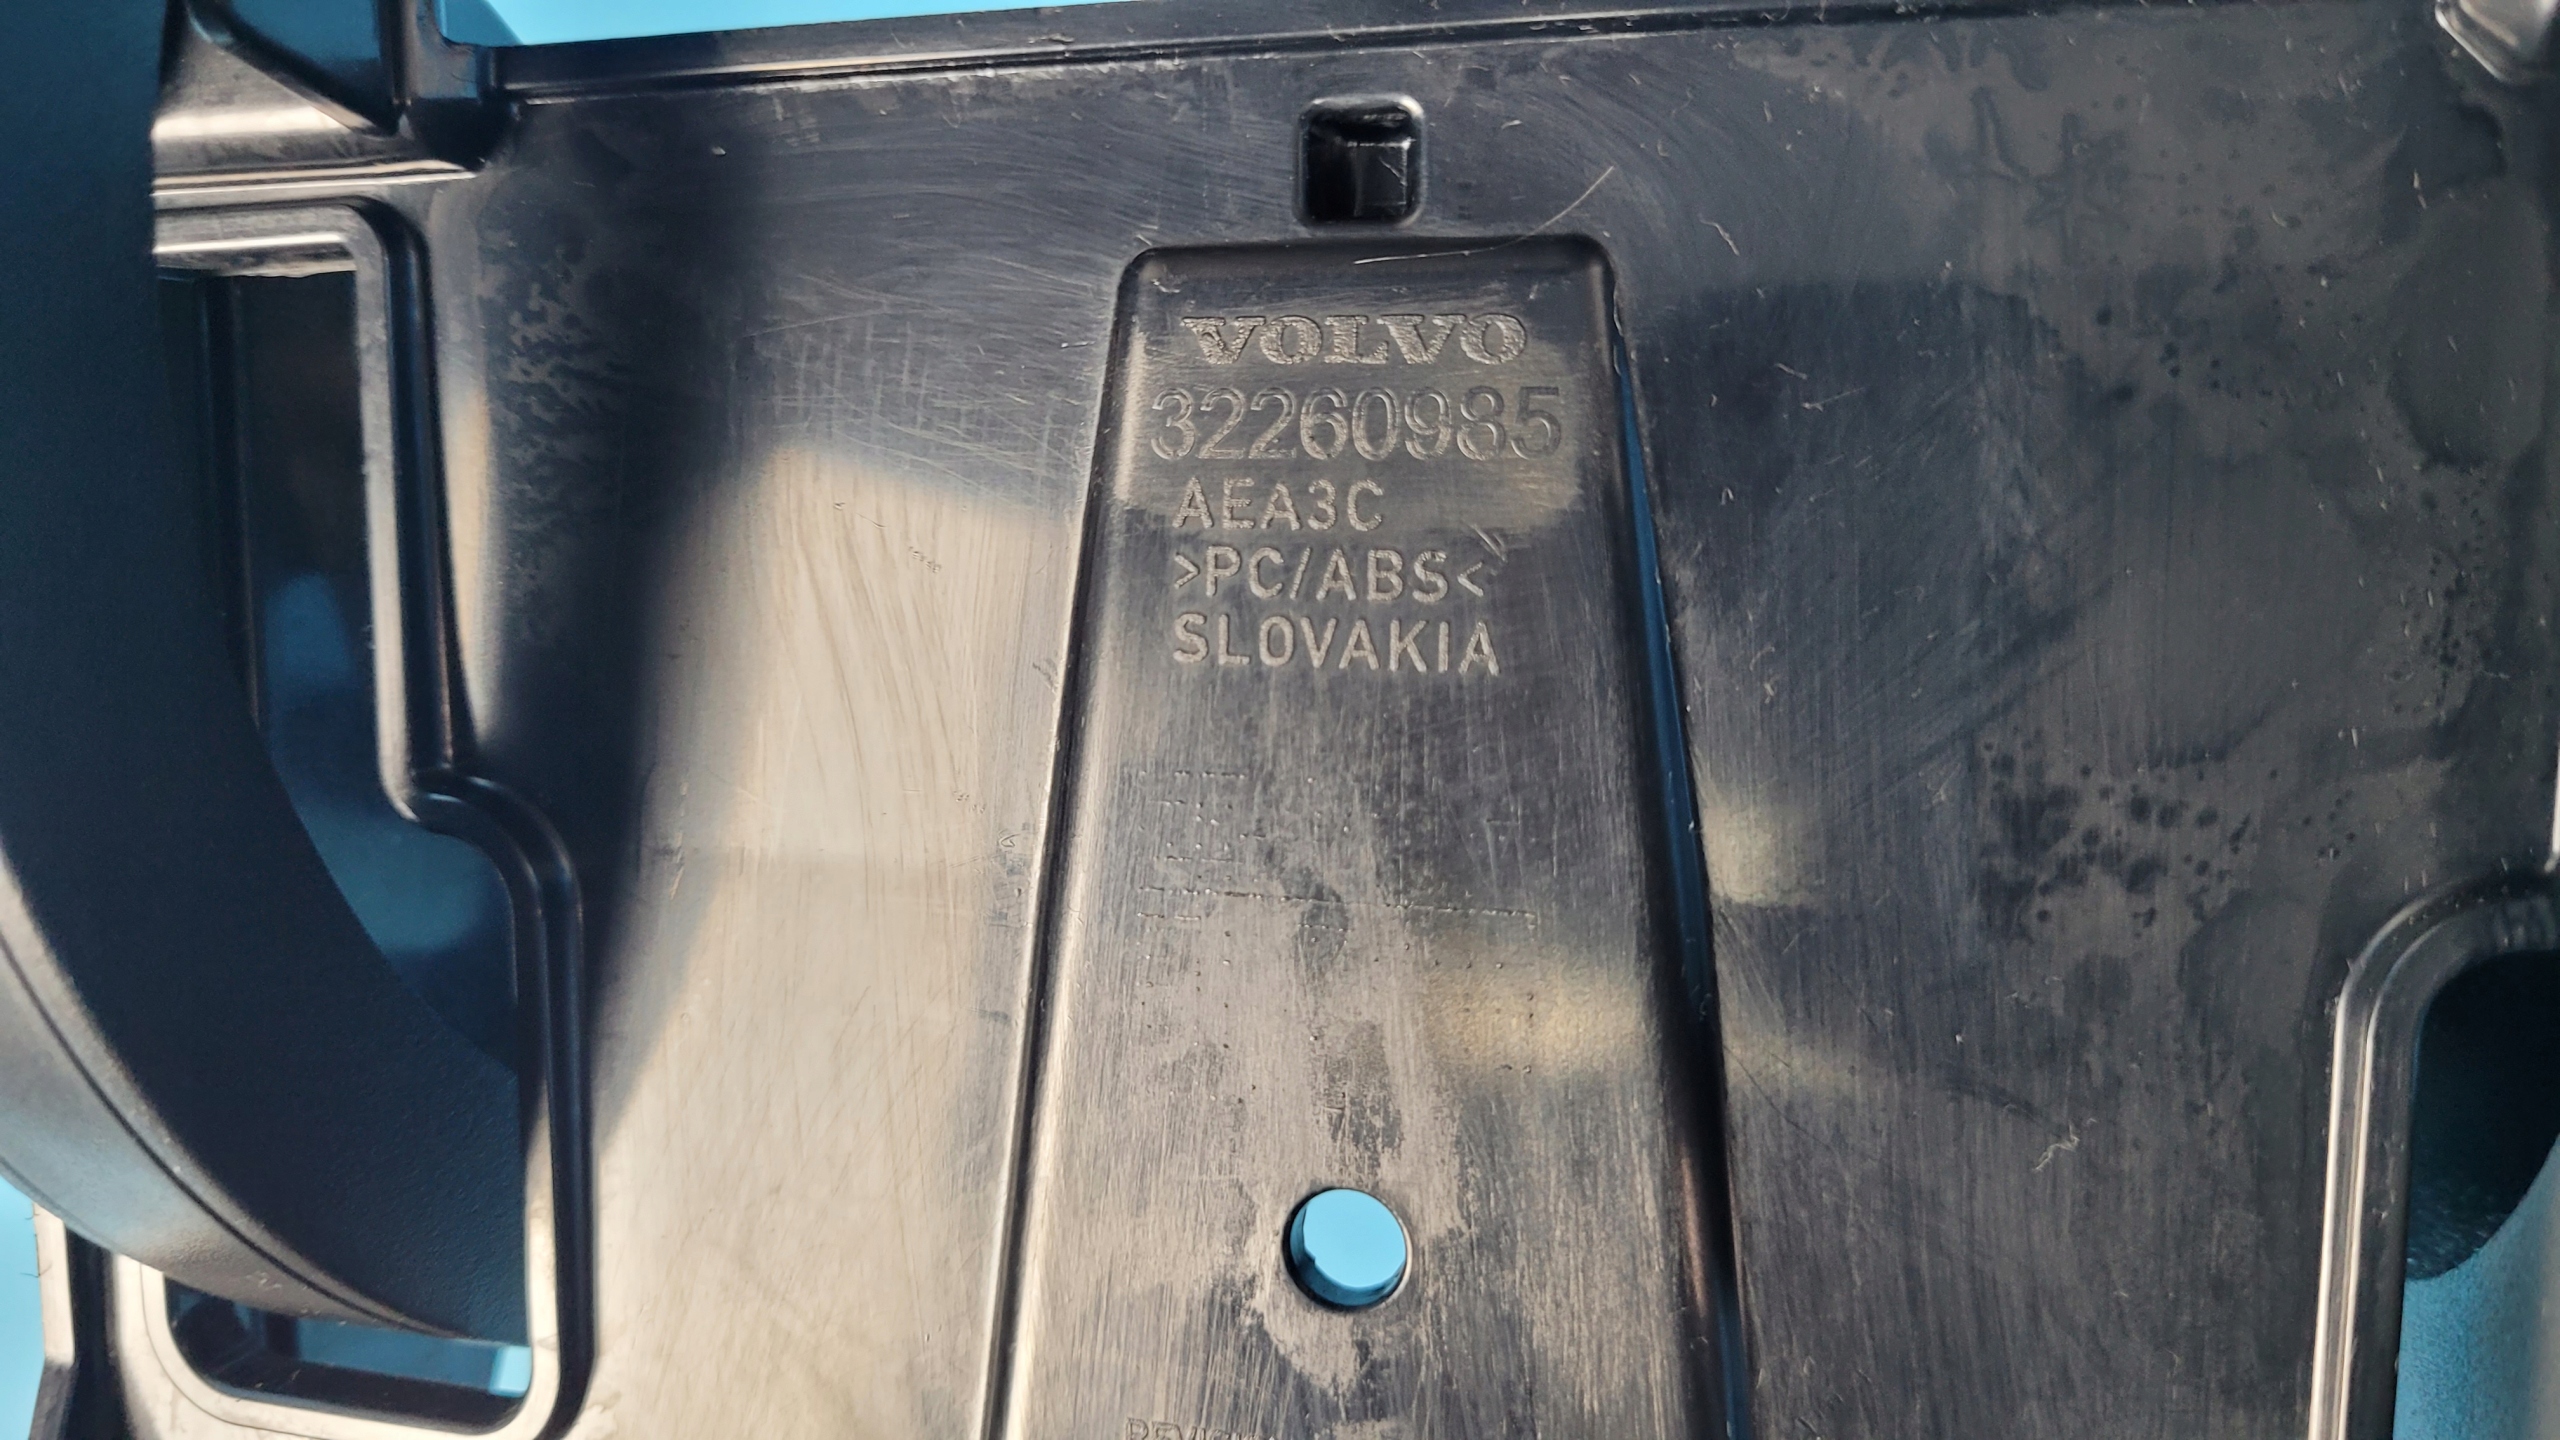 VOLVO
32260985
AEA3C
>PC/ABS<
SLOVAKIA